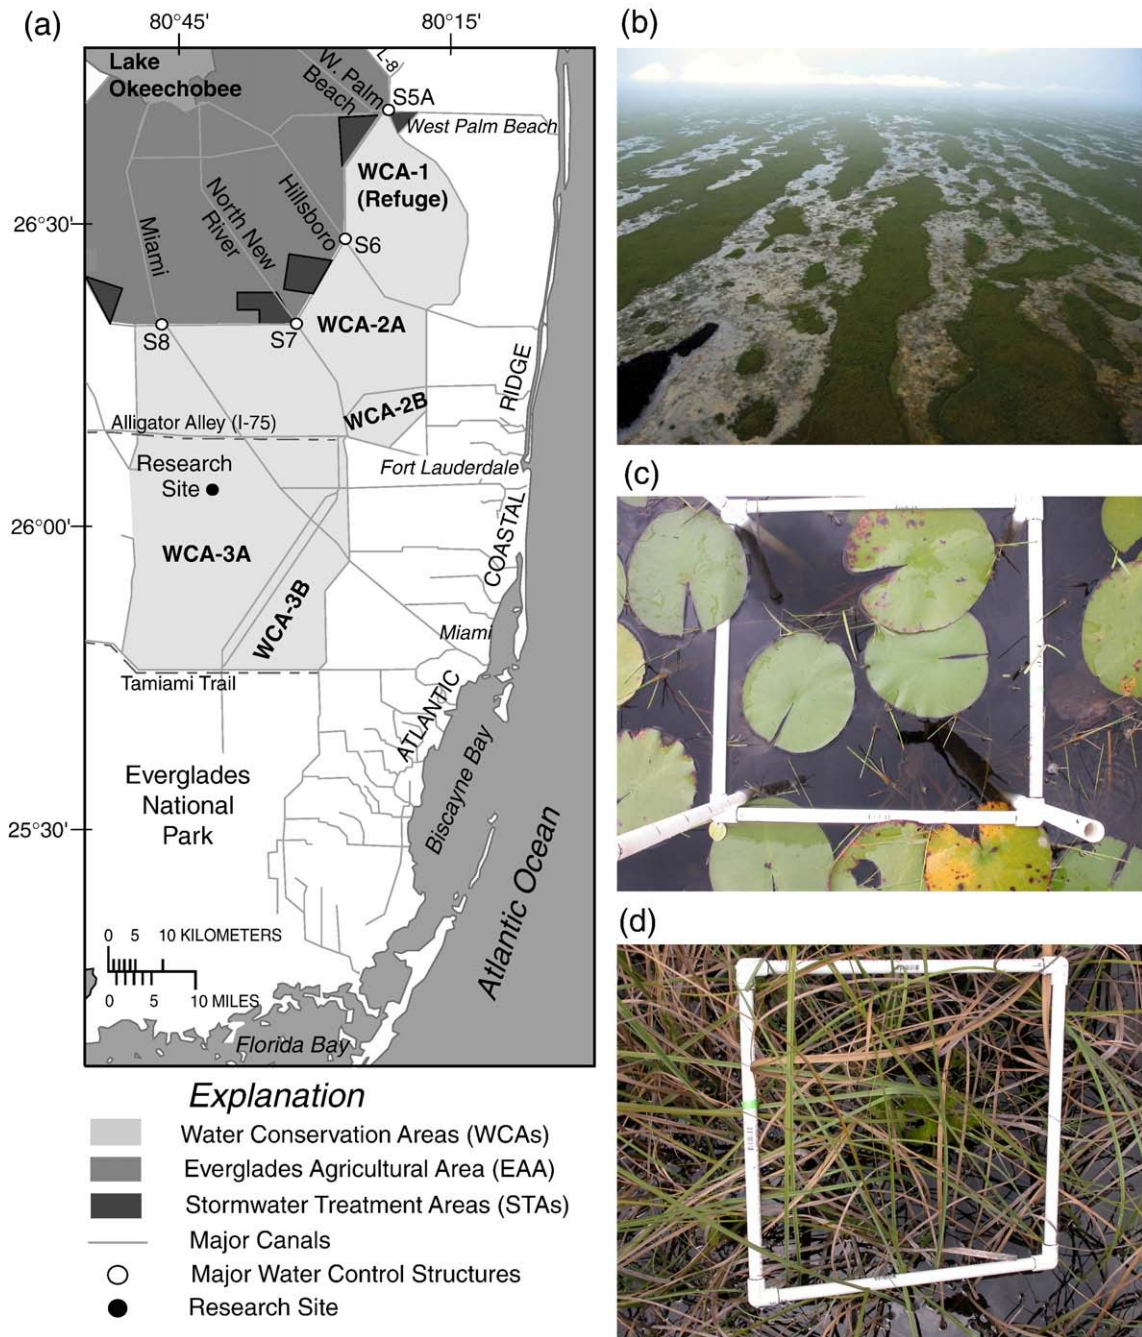 (a)
80°45'
80°15'
Lake
Okeechobee
L-8
W. Palm
Beach
S5A
West Palm Beach
WCA-1
(Refuge)
26°30'
Miami
North New
River
Hillsboro
S6
S8
S7
WCA-2A
WCA-2B
RIDGE
Alligator Alley (I-75)
Fort Lauderdale
Research
Site
26°00'
COASTAL
WCA-3A
WCA-3B
Miami
Tamiami Trail
ATLANTIC
Everglades
National
Park
Biscayne Bay
25°30'
Atlantic Ocean
0 5 10 KILOMETERS
0 5 10 MILES
Florida Bay
Explanation
Water Conservation Areas (WCAs)
Everglades Agricultural Area (EAA)
Stormwater Treatment Areas (STAs)
Major Canals
Major Water Control Structures
Research Site
(b)
(c)
(d)